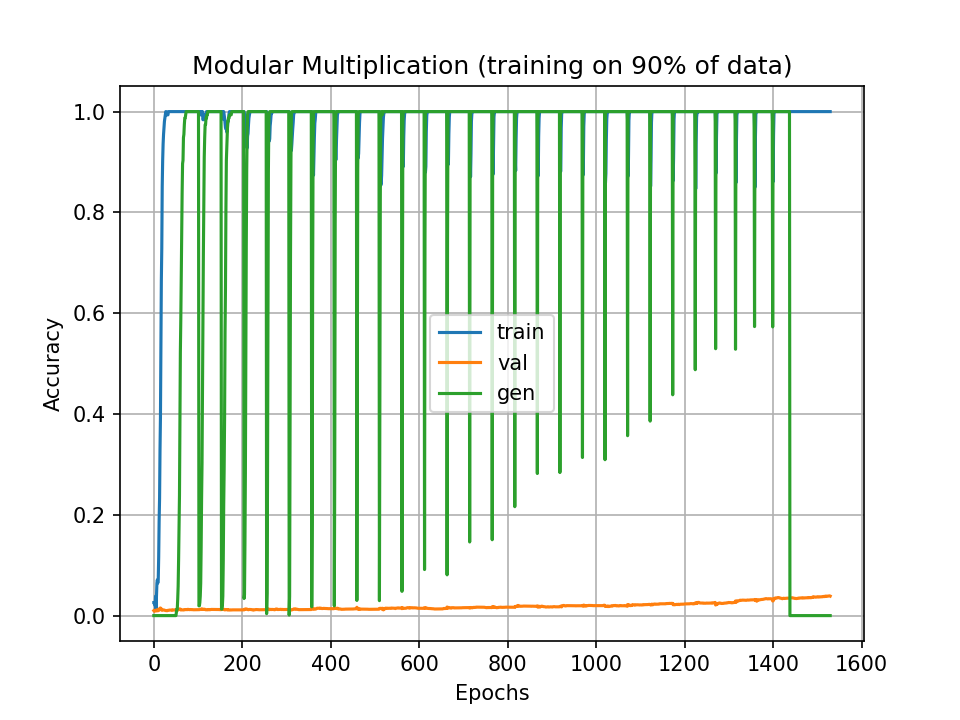 Modular Multiplication (training on 90% of data)
1.0
0.8
0.6
0.4
0.2
0.0
Accuracy
train
val
gen
0 200 400 600 800 1000 1200 1400 1600
Epochs